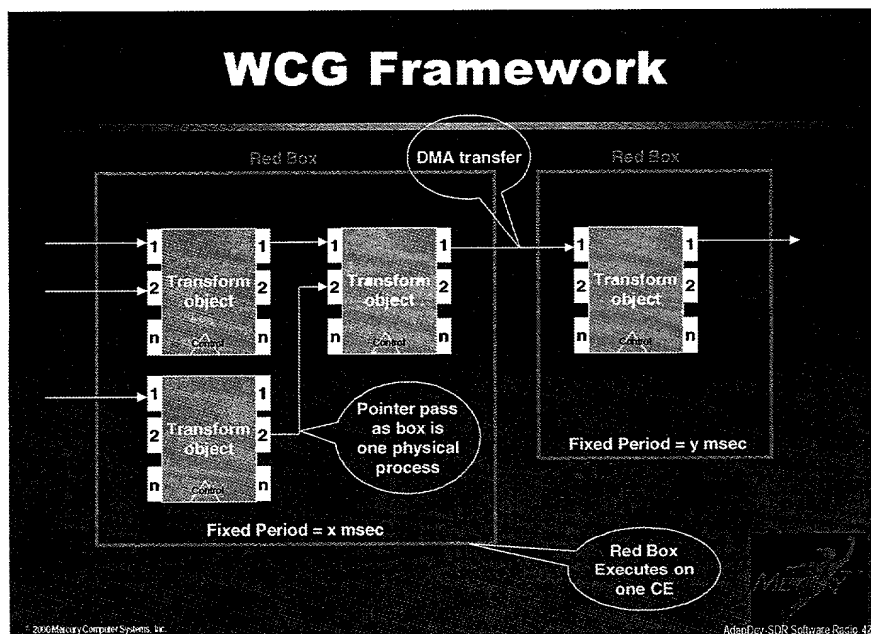 WCG Framework
Red Box
DMA transfer
Red Box
1
2
n
Transform
object
Control
1
2
n
1
2
n
Transform
object
Control
1
2
n
1
2
n
Transform
object
Control
1
2
n
1
2
n
Transform
object
Control
1
2
n
Pointer pass
as box is
one physical
process
Fixed Period = x msec
Fixed Period = y msec
Red Box
Executes on
one CE
© 2000 Mercury Computer Systems, Inc.
AdapDev-SDR Software Radio 42